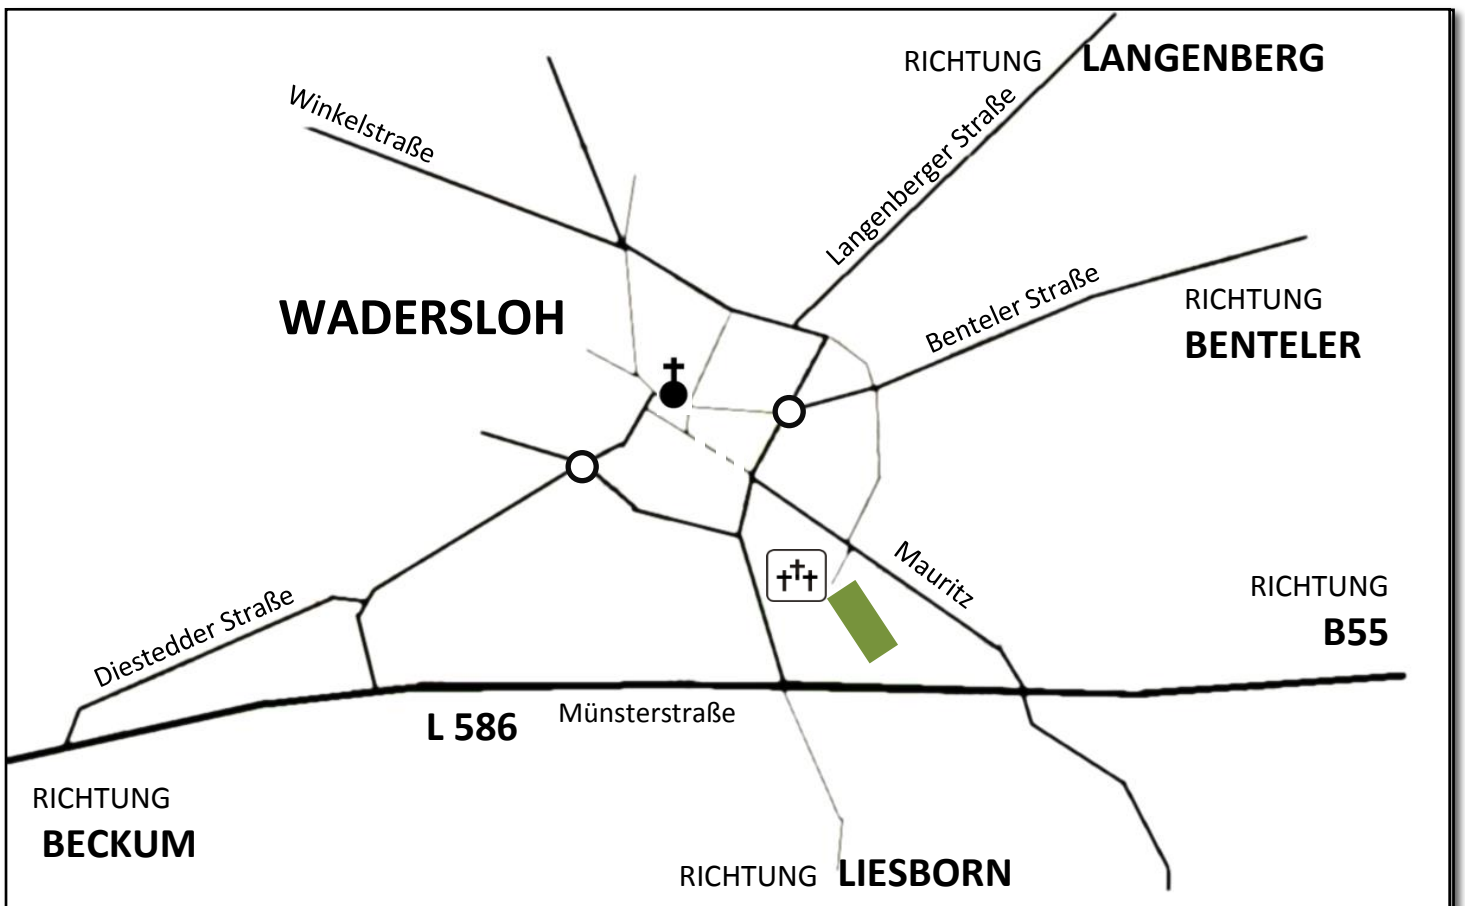 RICHTUNG LANGENBERG
Winkelstraße
Langenberger Straße
Benteler Straße
RICHTUNG
BENTELER
WADERSLOH
Mauritz
RICHTUNG
B55
Diestedder Straße
L 586
Münsterstraße
RICHTUNG
BECKUM
RICHTUNG LIESBORN